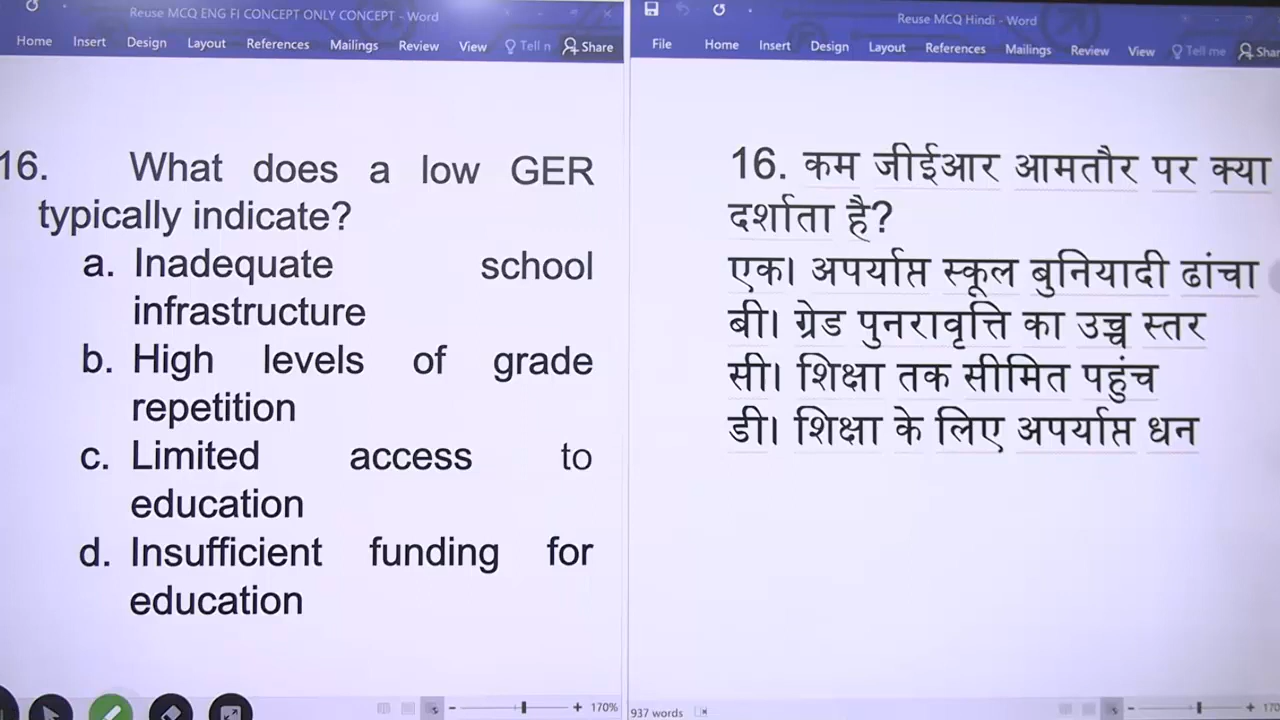 Reuse MCQ ENG FI CONCEPT ONLY CONCEPT - Word
Home Insert Design Layout References Mailings Review View Tell n Share
16. What does a low GER
typically indicate?
a. Inadequate school
infrastructure
b. High levels of grade
repetition
c. Limited access to
education
d. Insufficient funding for
education
170%
Reuse MCQ Hindi - Word
File Home Insert Design Layout References Mailings Review View Tell me Shar
16. कम जीईआर आमतौर पर क्या
दर्शाता है?
एक। अपर्याप्त स्कूल बुनियादी ढांचा
बी। ग्रेड पुनरावृत्ति का उच्च स्तर
सी। शिक्षा तक सीमित पहुंच
डी। शिक्षा के लिए अपर्याप्त धन
937 words 170